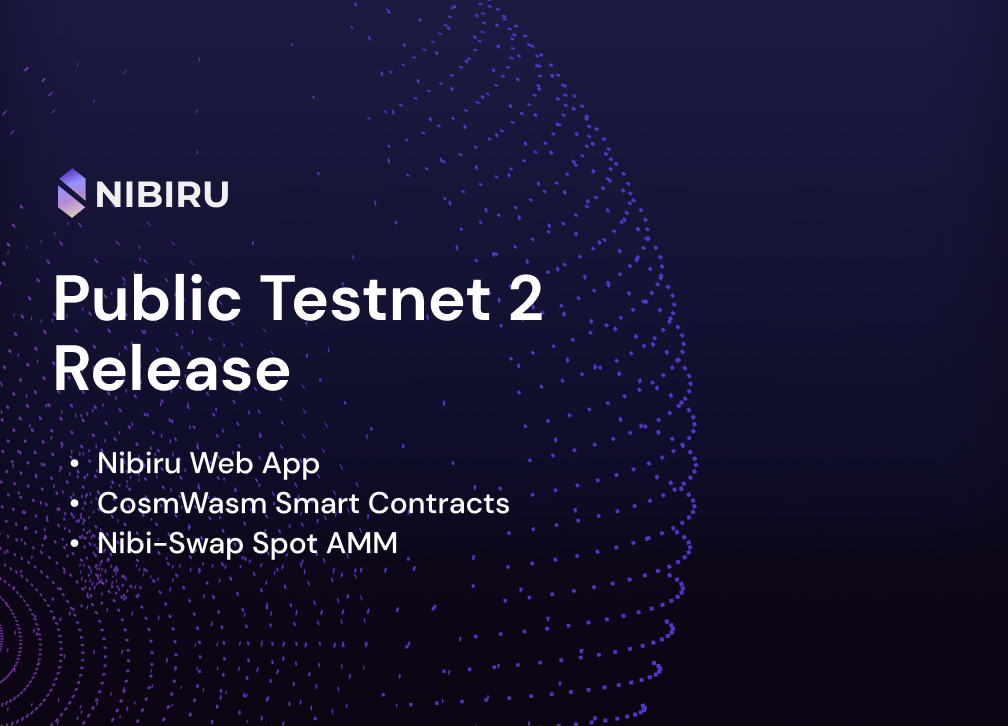 NIBIRU
Public Testnet 2
Release
• Nibiru Web App
• CosmWasm Smart Contracts
• Nibi-Swap Spot AMM